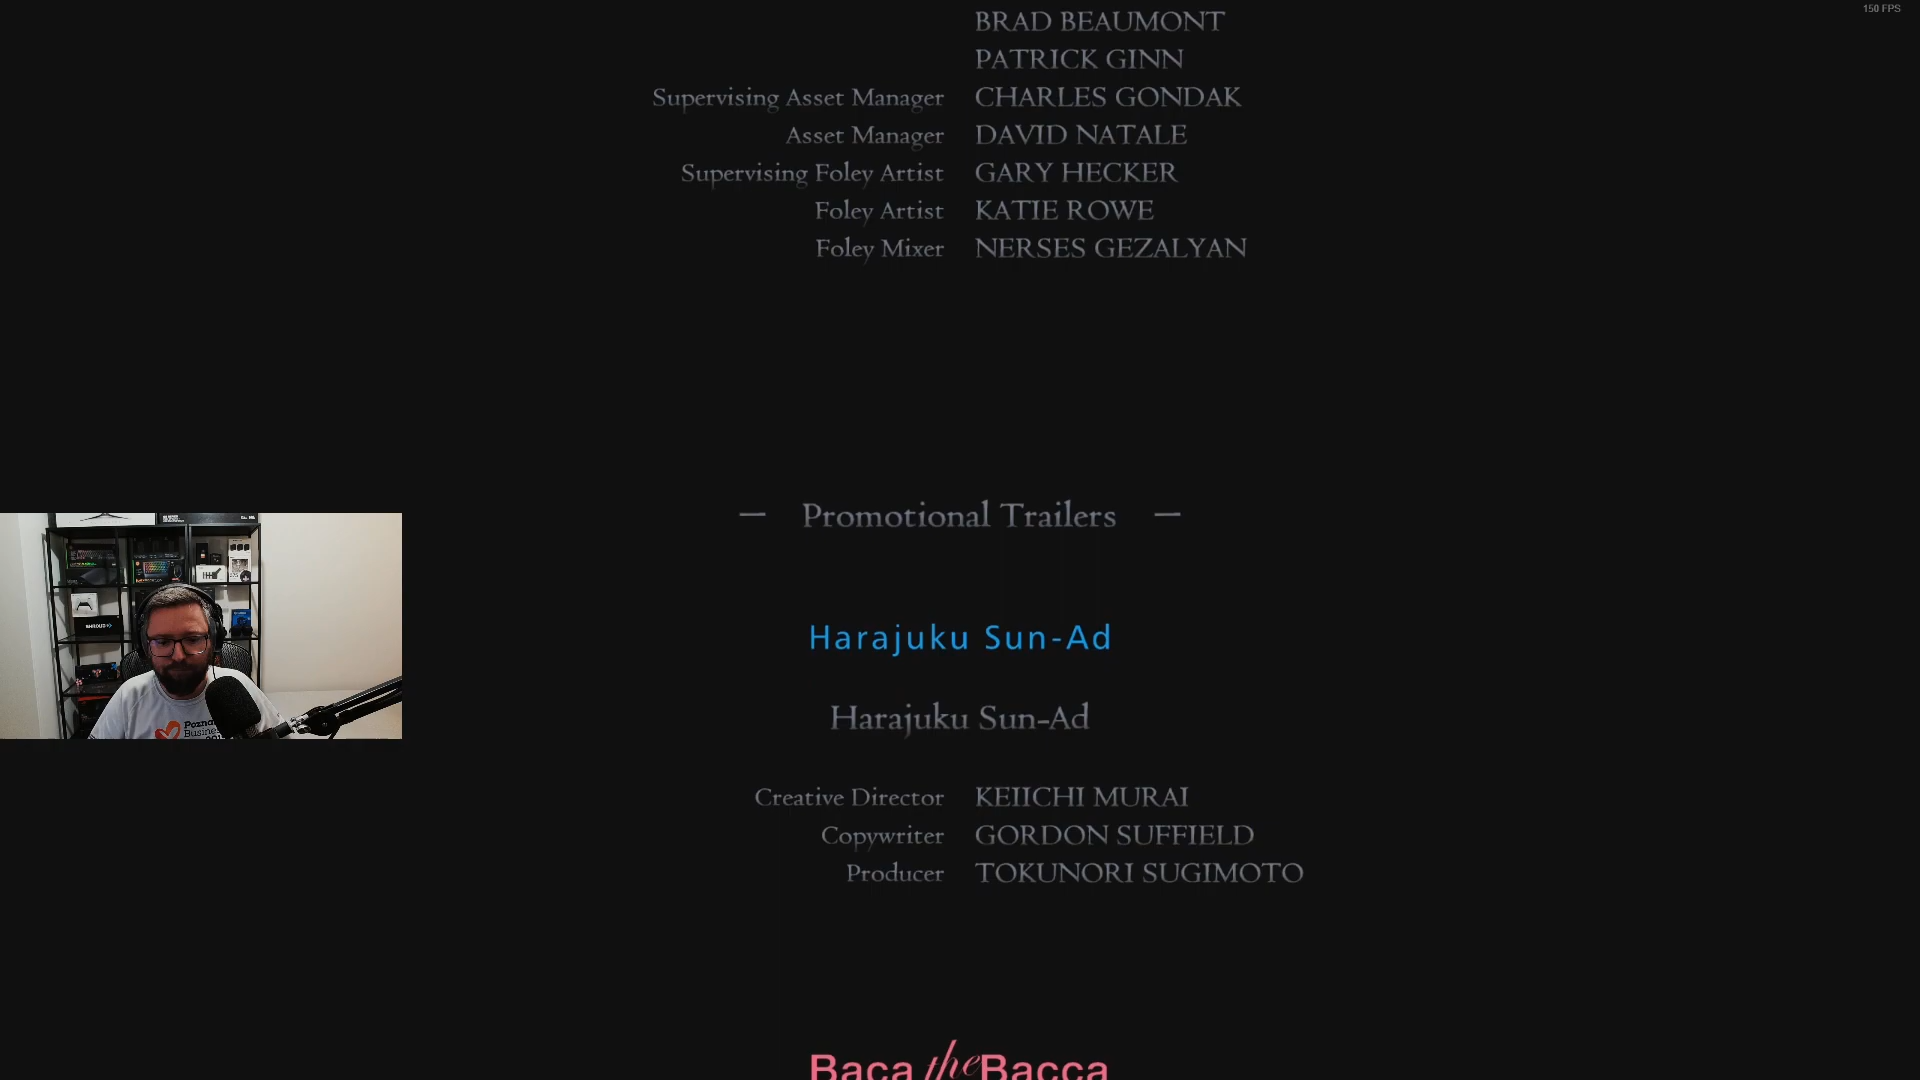 150 FPS
BRAD BEAUMONT
PATRICK GINN
Supervising Asset Manager CHARLES GONDAK
Asset Manager DAVID NATALE
Supervising Foley Artist GARY HECKER
Foley Artist KATIE ROWE
Foley Mixer NERSES GEZALYAN
— Promotional Trailers —
Harajuku Sun-Ad
Harajuku Sun-Ad
Creative Director KEIICHI MURAI
Copywriter GORDON SUFFIELD
Producer TOKUNORI SUGIMOTO
Baca the Bacca
SHROUD